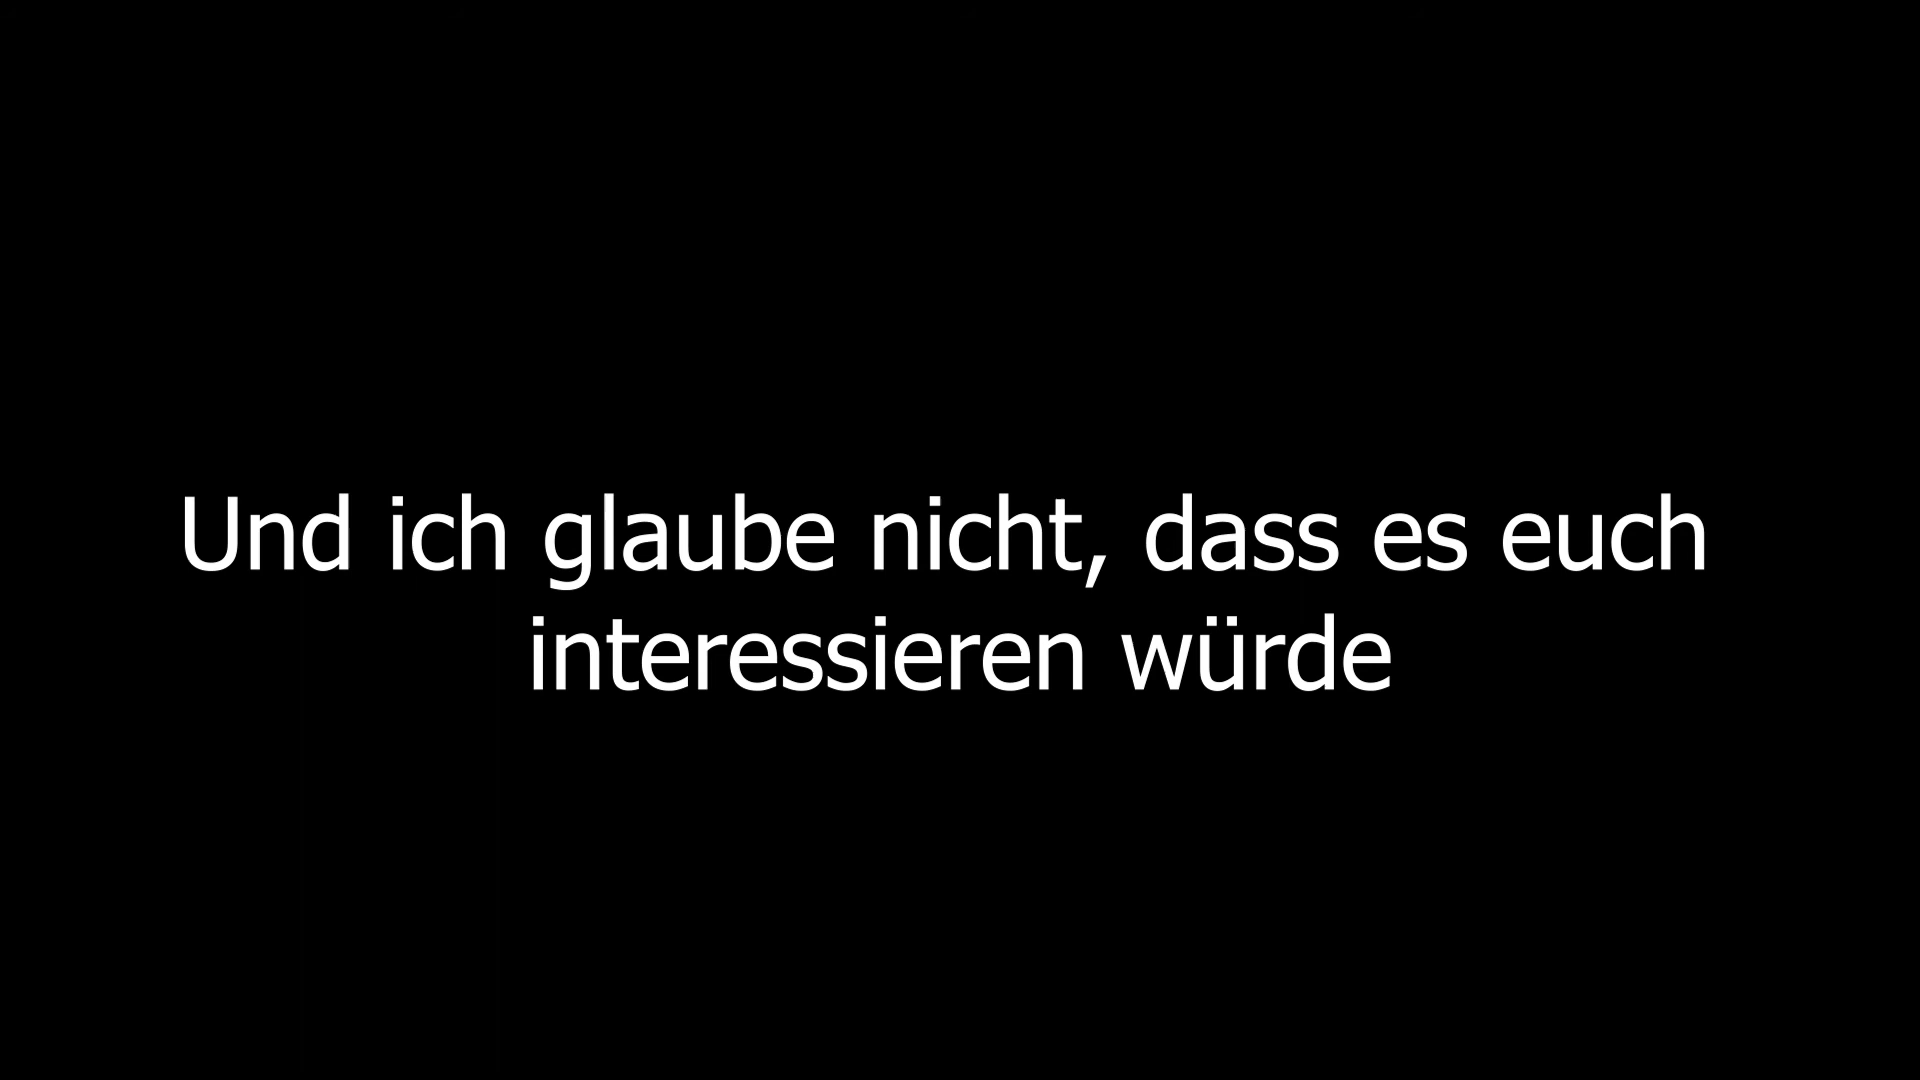 Und ich glaube nicht, dass es euch
interessieren würde